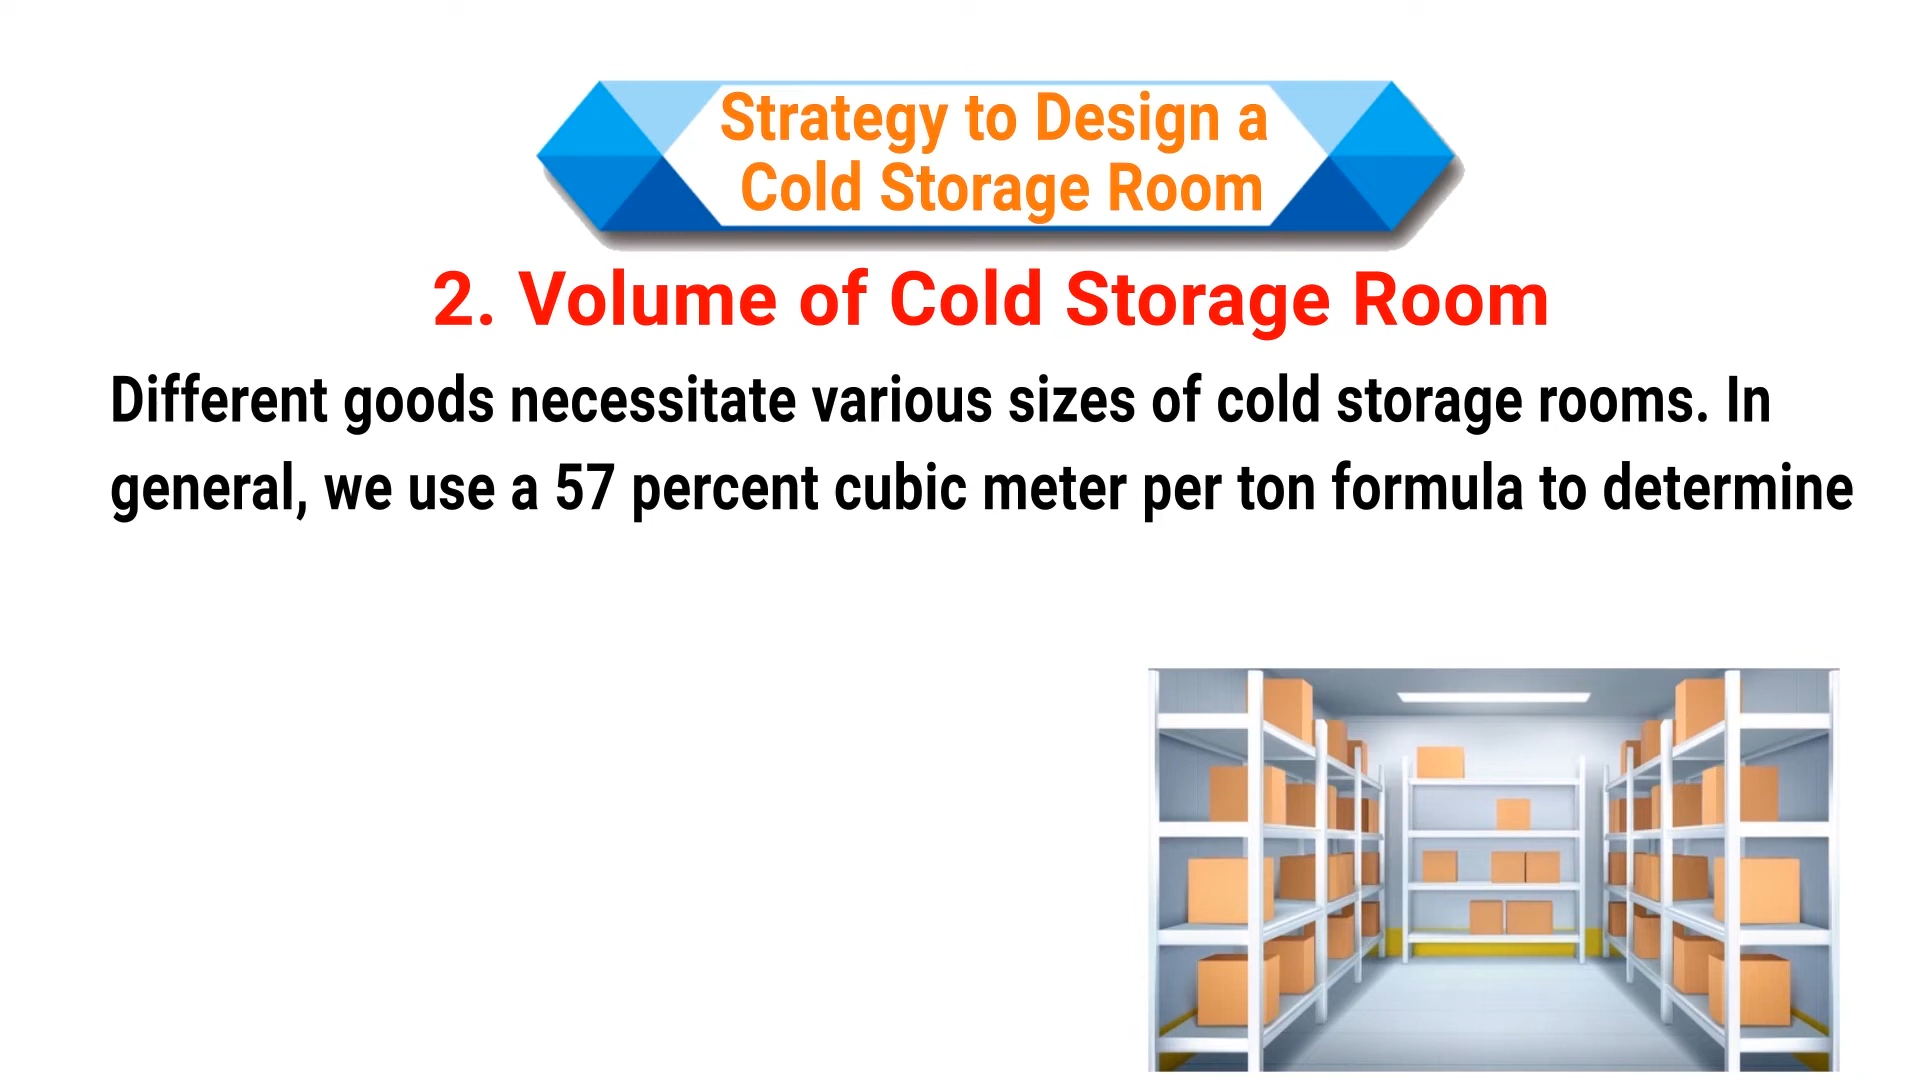 Strategy to Design a
Cold Storage Room
2. Volume of Cold Storage Room
Different goods necessitate various sizes of cold storage rooms. In
general, we use a 57 percent cubic meter per ton formula to determine